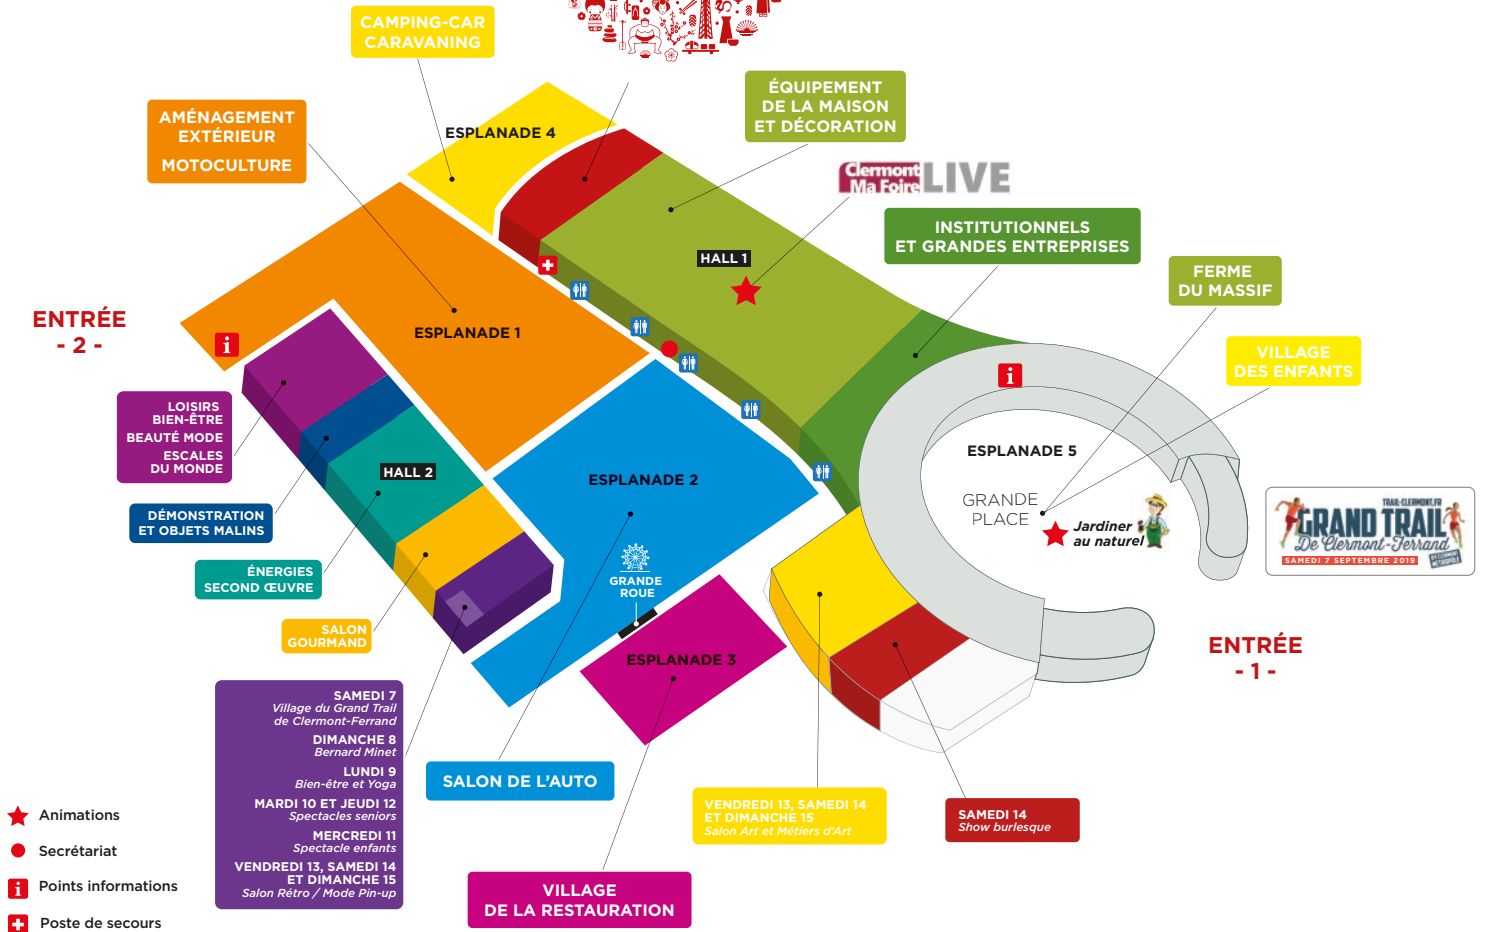 CAMPING-CAR
CARAVANING
ÉQUIPEMENT
DE LA MAISON
ET DÉCORATION
AMÉNAGEMENT
EXTÉRIEUR
MOTOCULTURE
ESPLANADE 4
Clermont
Ma Foire LIVE
INSTITUTIONNELS
ET GRANDES ENTREPRISES
HALL 1
FERME
DU MASSIF
ENTRÉE
- 2 -
ESPLANADE 1
i
i
VILLAGE
DES ENFANTS
LOISIRS
BIEN-ÊTRE
BEAUTÉ MODE
ESCALES
DU MONDE
HALL 2
ESPLANADE 2
ESPLANADE 5
GRANDE
PLACE
Jardiner
au naturel
TRAIL-CLERMONT.FR
GRAND TRAIL
De Clermont-Ferrand
SAMEDI 7 SEPTEMBRE 2019
BY CLERMONT
METROPOLE
DÉMONSTRATION
ET OBJETS MALINS
ÉNERGIES
SECOND ŒUVRE
GRANDE
ROUE
SALON
GOURMAND
ESPLANADE 3
ENTRÉE
- 1 -
SAMEDI 7
Village du Grand Trail
de Clermont-Ferrand
DIMANCHE 8
Bernard Minet
LUNDI 9
Bien-être et Yoga
MARDI 10 ET JEUDI 12
Spectacles seniors
MERCREDI 11
Spectacle enfants
VENDREDI 13, SAMEDI 14
ET DIMANCHE 15
Salon Rétro / Mode Pin-up
SALON DE L'AUTO
VENDREDI 13, SAMEDI 14
ET DIMANCHE 15
Salon Art et Métiers d'Art
SAMEDI 14
Show burlesque
VILLAGE
DE LA RESTAURATION
Animations
Secrétariat
i Points informations
Poste de secours